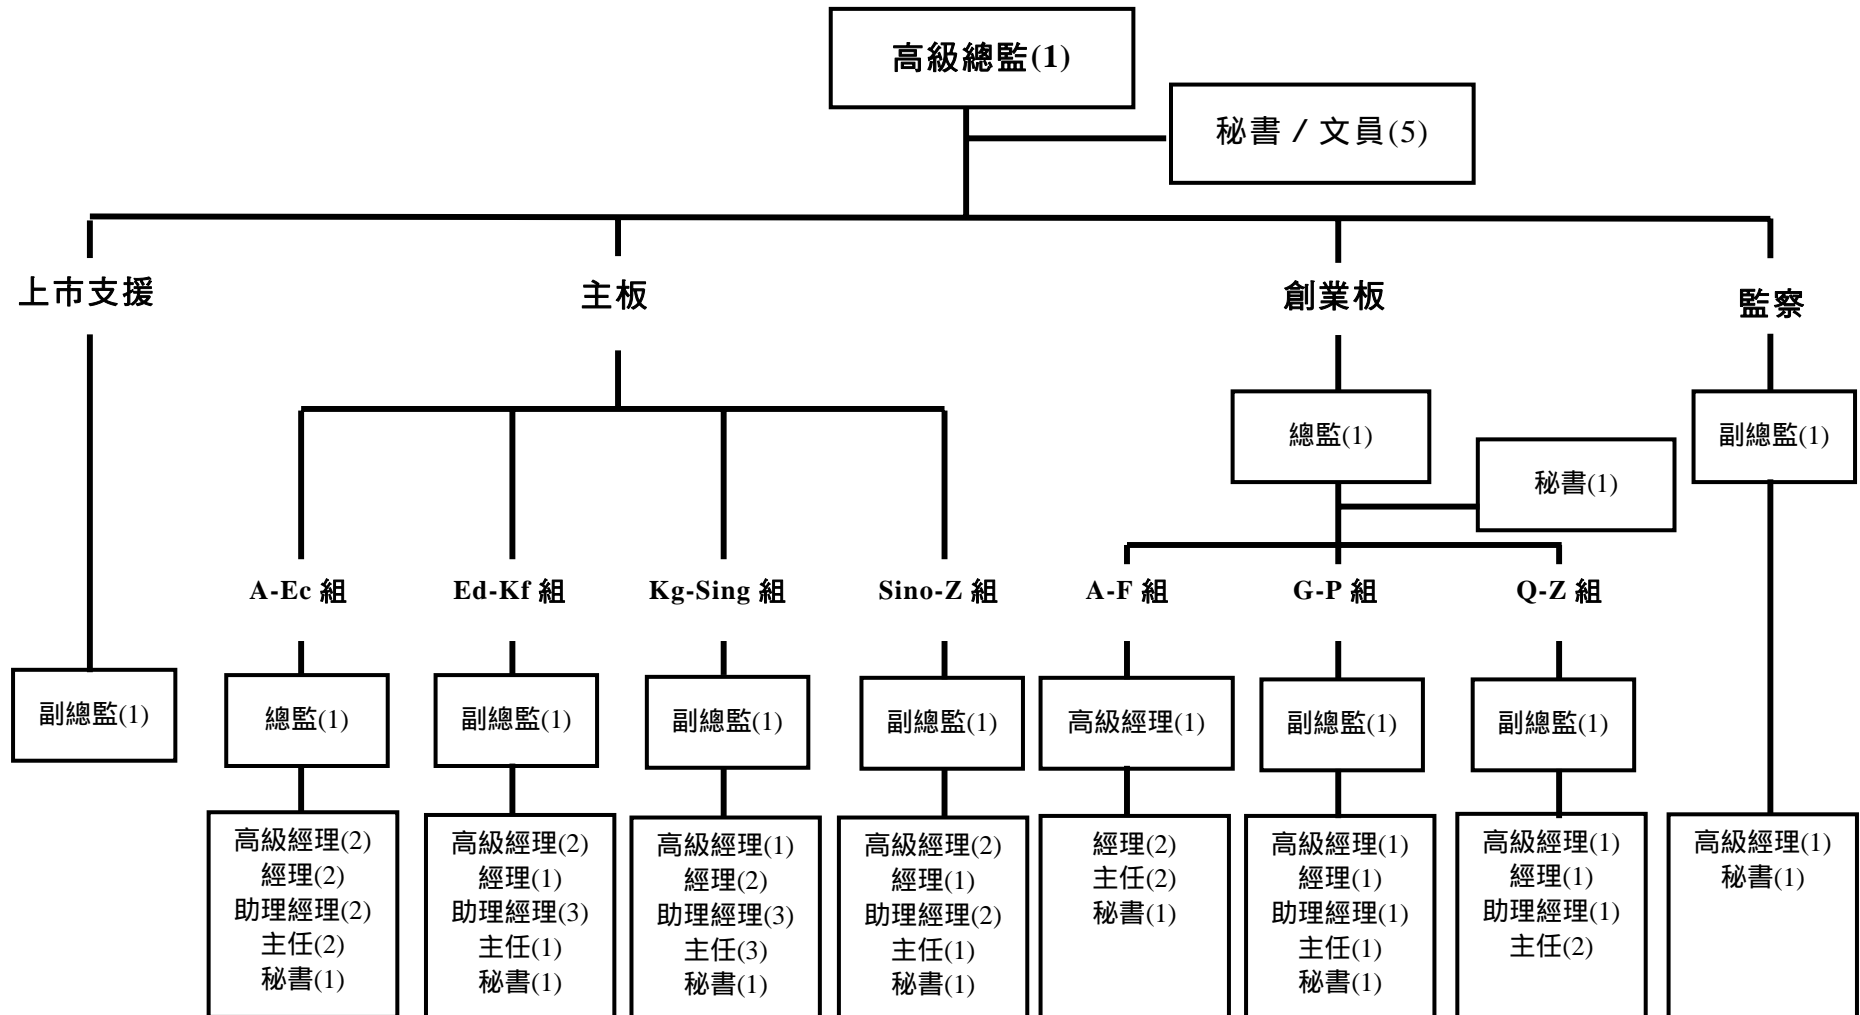 高級總監(1)
秘書 / 文員(5)
上市支援
主板
創業板
監察
總監(1)
副總監(1)
秘書(1)
A-Ec 組
Ed-Kf 組
Kg-Sing 組
Sino-Z 組
A-F 組
G-P 組
Q-Z 組
副總監(1)
總監(1)
副總監(1)
副總監(1)
副總監(1)
高級經理(1)
副總監(1)
副總監(1)
高級經理(2)
經理(2)
助理經理(2)
主任(2)
秘書(1)
高級經理(2)
經理(1)
助理經理(3)
主任(1)
秘書(1)
高級經理(1)
經理(2)
助理經理(3)
主任(3)
秘書(1)
高級經理(2)
經理(1)
助理經理(2)
主任(1)
秘書(1)
經理(2)
主任(2)
秘書(1)
高級經理(1)
經理(1)
助理經理(1)
主任(1)
秘書(1)
高級經理(1)
經理(1)
助理經理(1)
主任(2)
高級經理(1)
秘書(1)